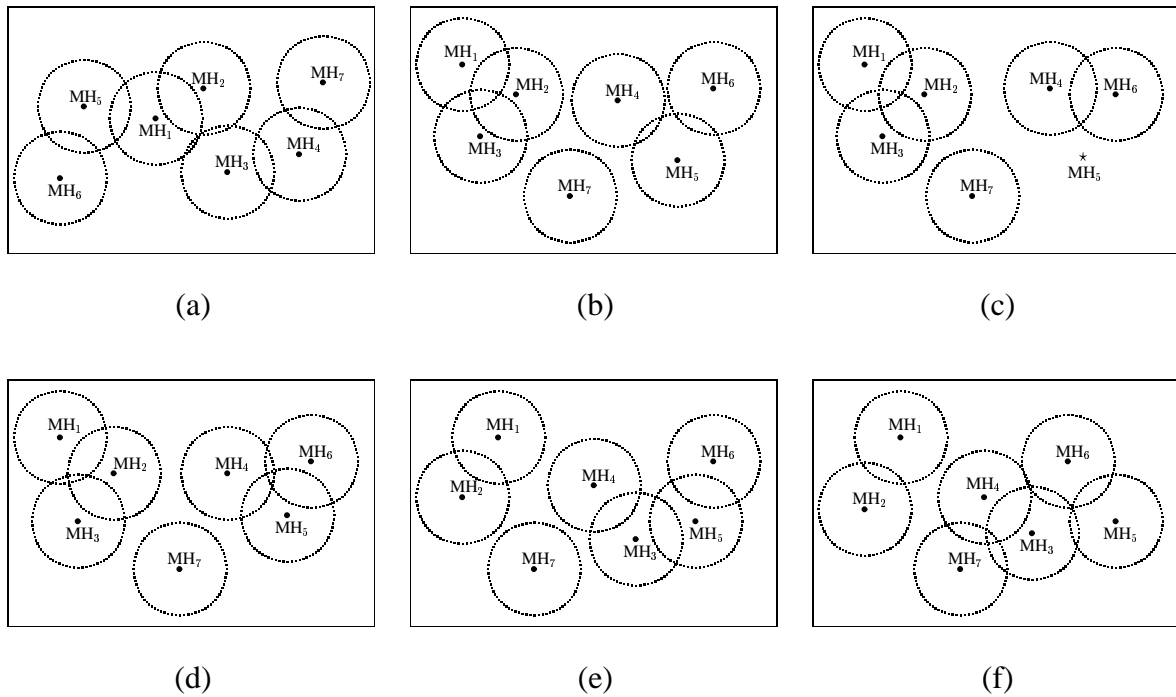 MH₇
MH₂
MH₅
MH₁
MH₃
MH₄
MH₆
(a)
MH₁
MH₂
MH₆
MH₄
MH₃
MH₅
MH₇
(b)
MH₁
MH₂
MH₄
MH₆
MH₃
MH₅
MH₇
(c)
MH₁
MH₂
MH₄
MH₆
MH₃
MH₅
MH₇
(d)
MH₁
MH₆
MH₄
MH₂
MH₃
MH₅
MH₇
(e)
MH₁
MH₆
MH₄
MH₂
MH₃
MH₅
MH₇
(f)